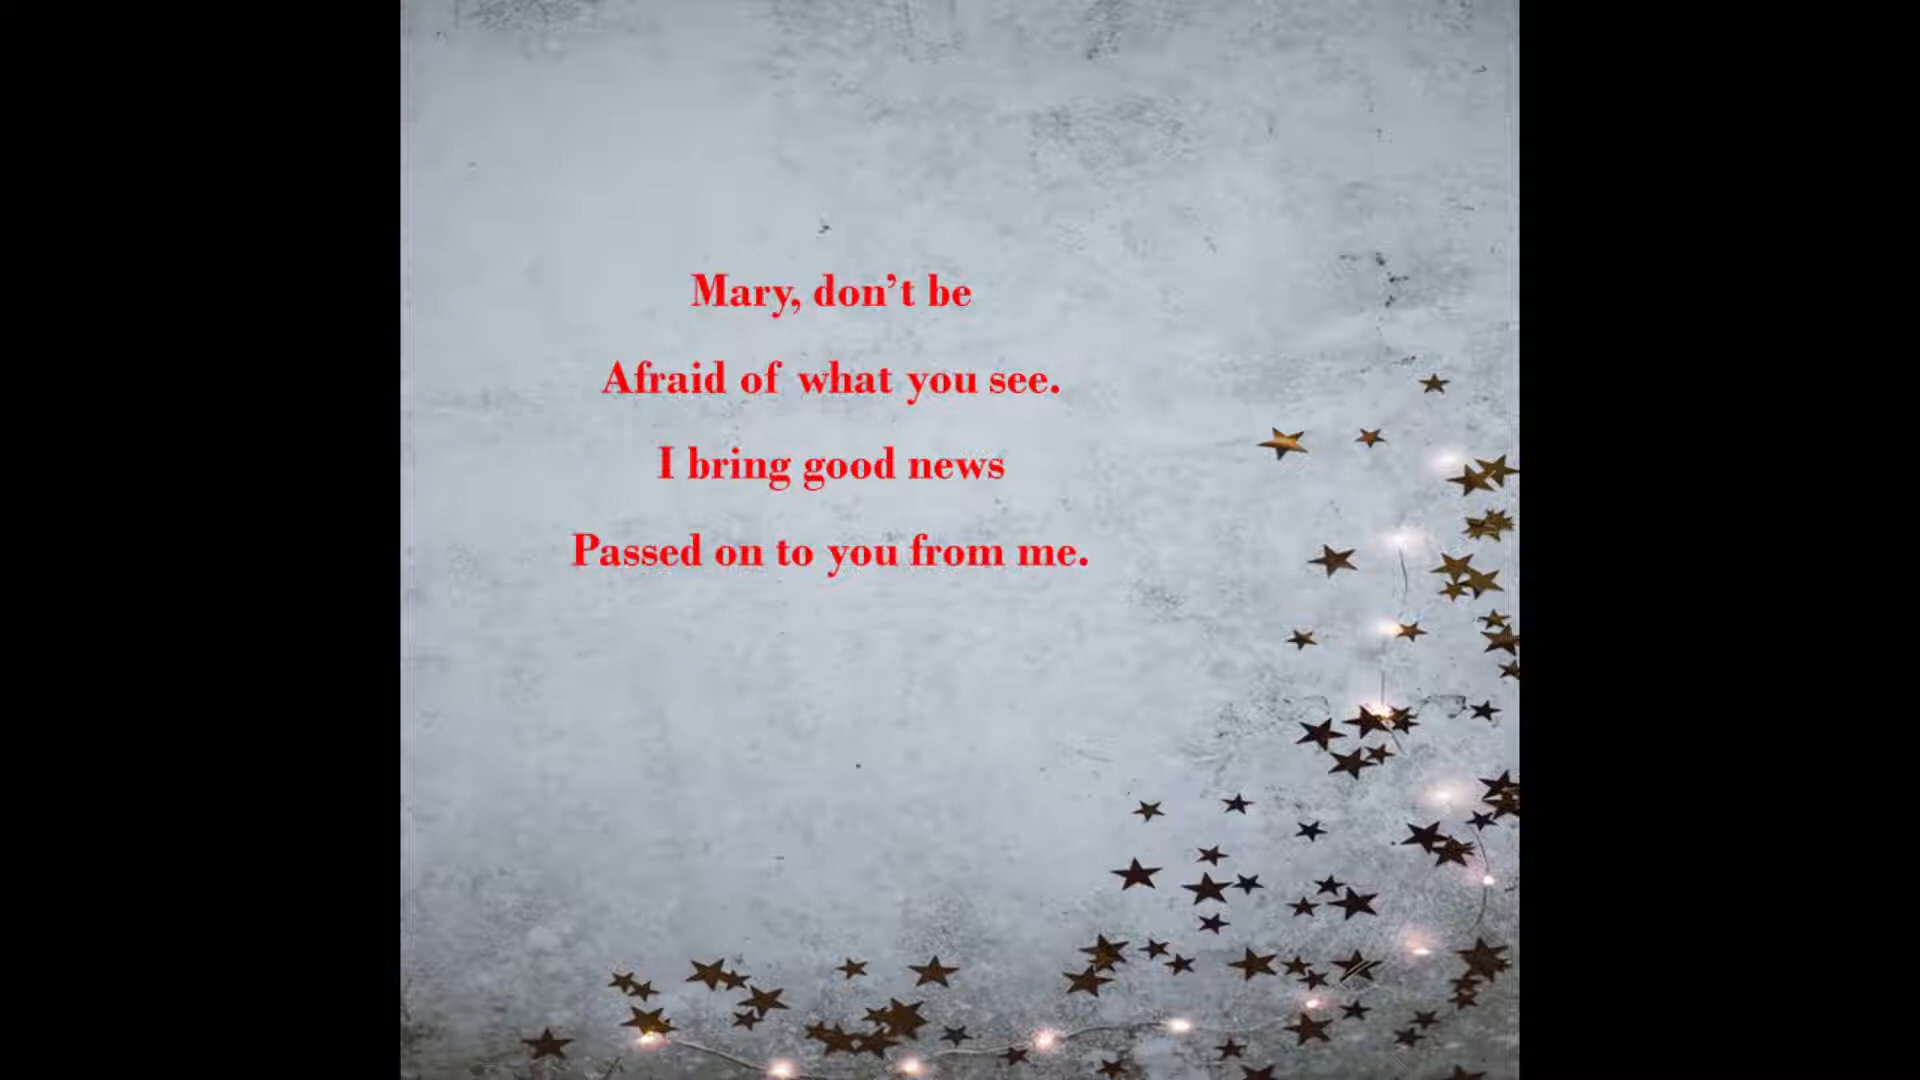 Mary, don’t be
Afraid of what you see.
I bring good news
Passed on to you from me.